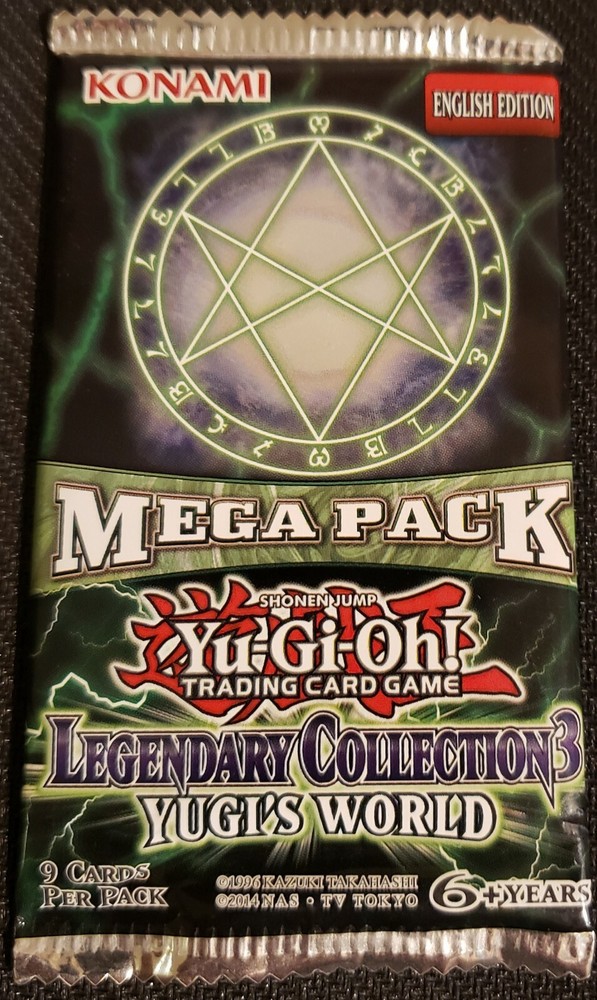 KONAMI
ENGLISH EDITION
MEGA PACK
SHONEN JUMP
Yu-Gi-Oh!
TRADING CARD GAME
LEGENDARY COLLECTION 3
YUGI'S WORLD
9 CARDS
PER PACK
©1996 KAZUKI TAKAHASHI
©2014 NAS • TV TOKYO
6+YEARS